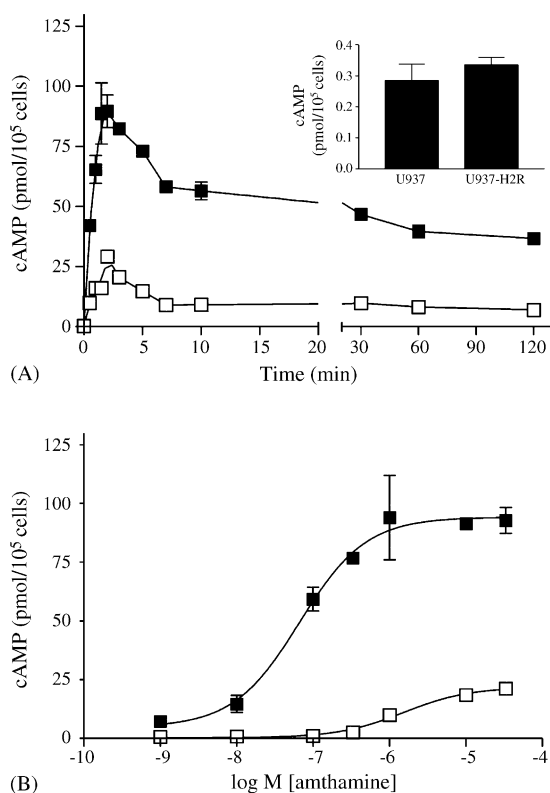 125
100
75
50
25
0
cAMP (pmol/10⁵ cells)
0.4
0.3
0.2
0.1
0.0
cAMP
(pmol/10⁵ cells)
U937 U937-H2R
0 5 10 15 20 30 60 90 120
(A) Time (min)
125
100
75
50
25
0
cAMP (pmol/10⁵ cells)
-10 -9 -8 -7 -6 -5 -4
(B) log M [amthamine]